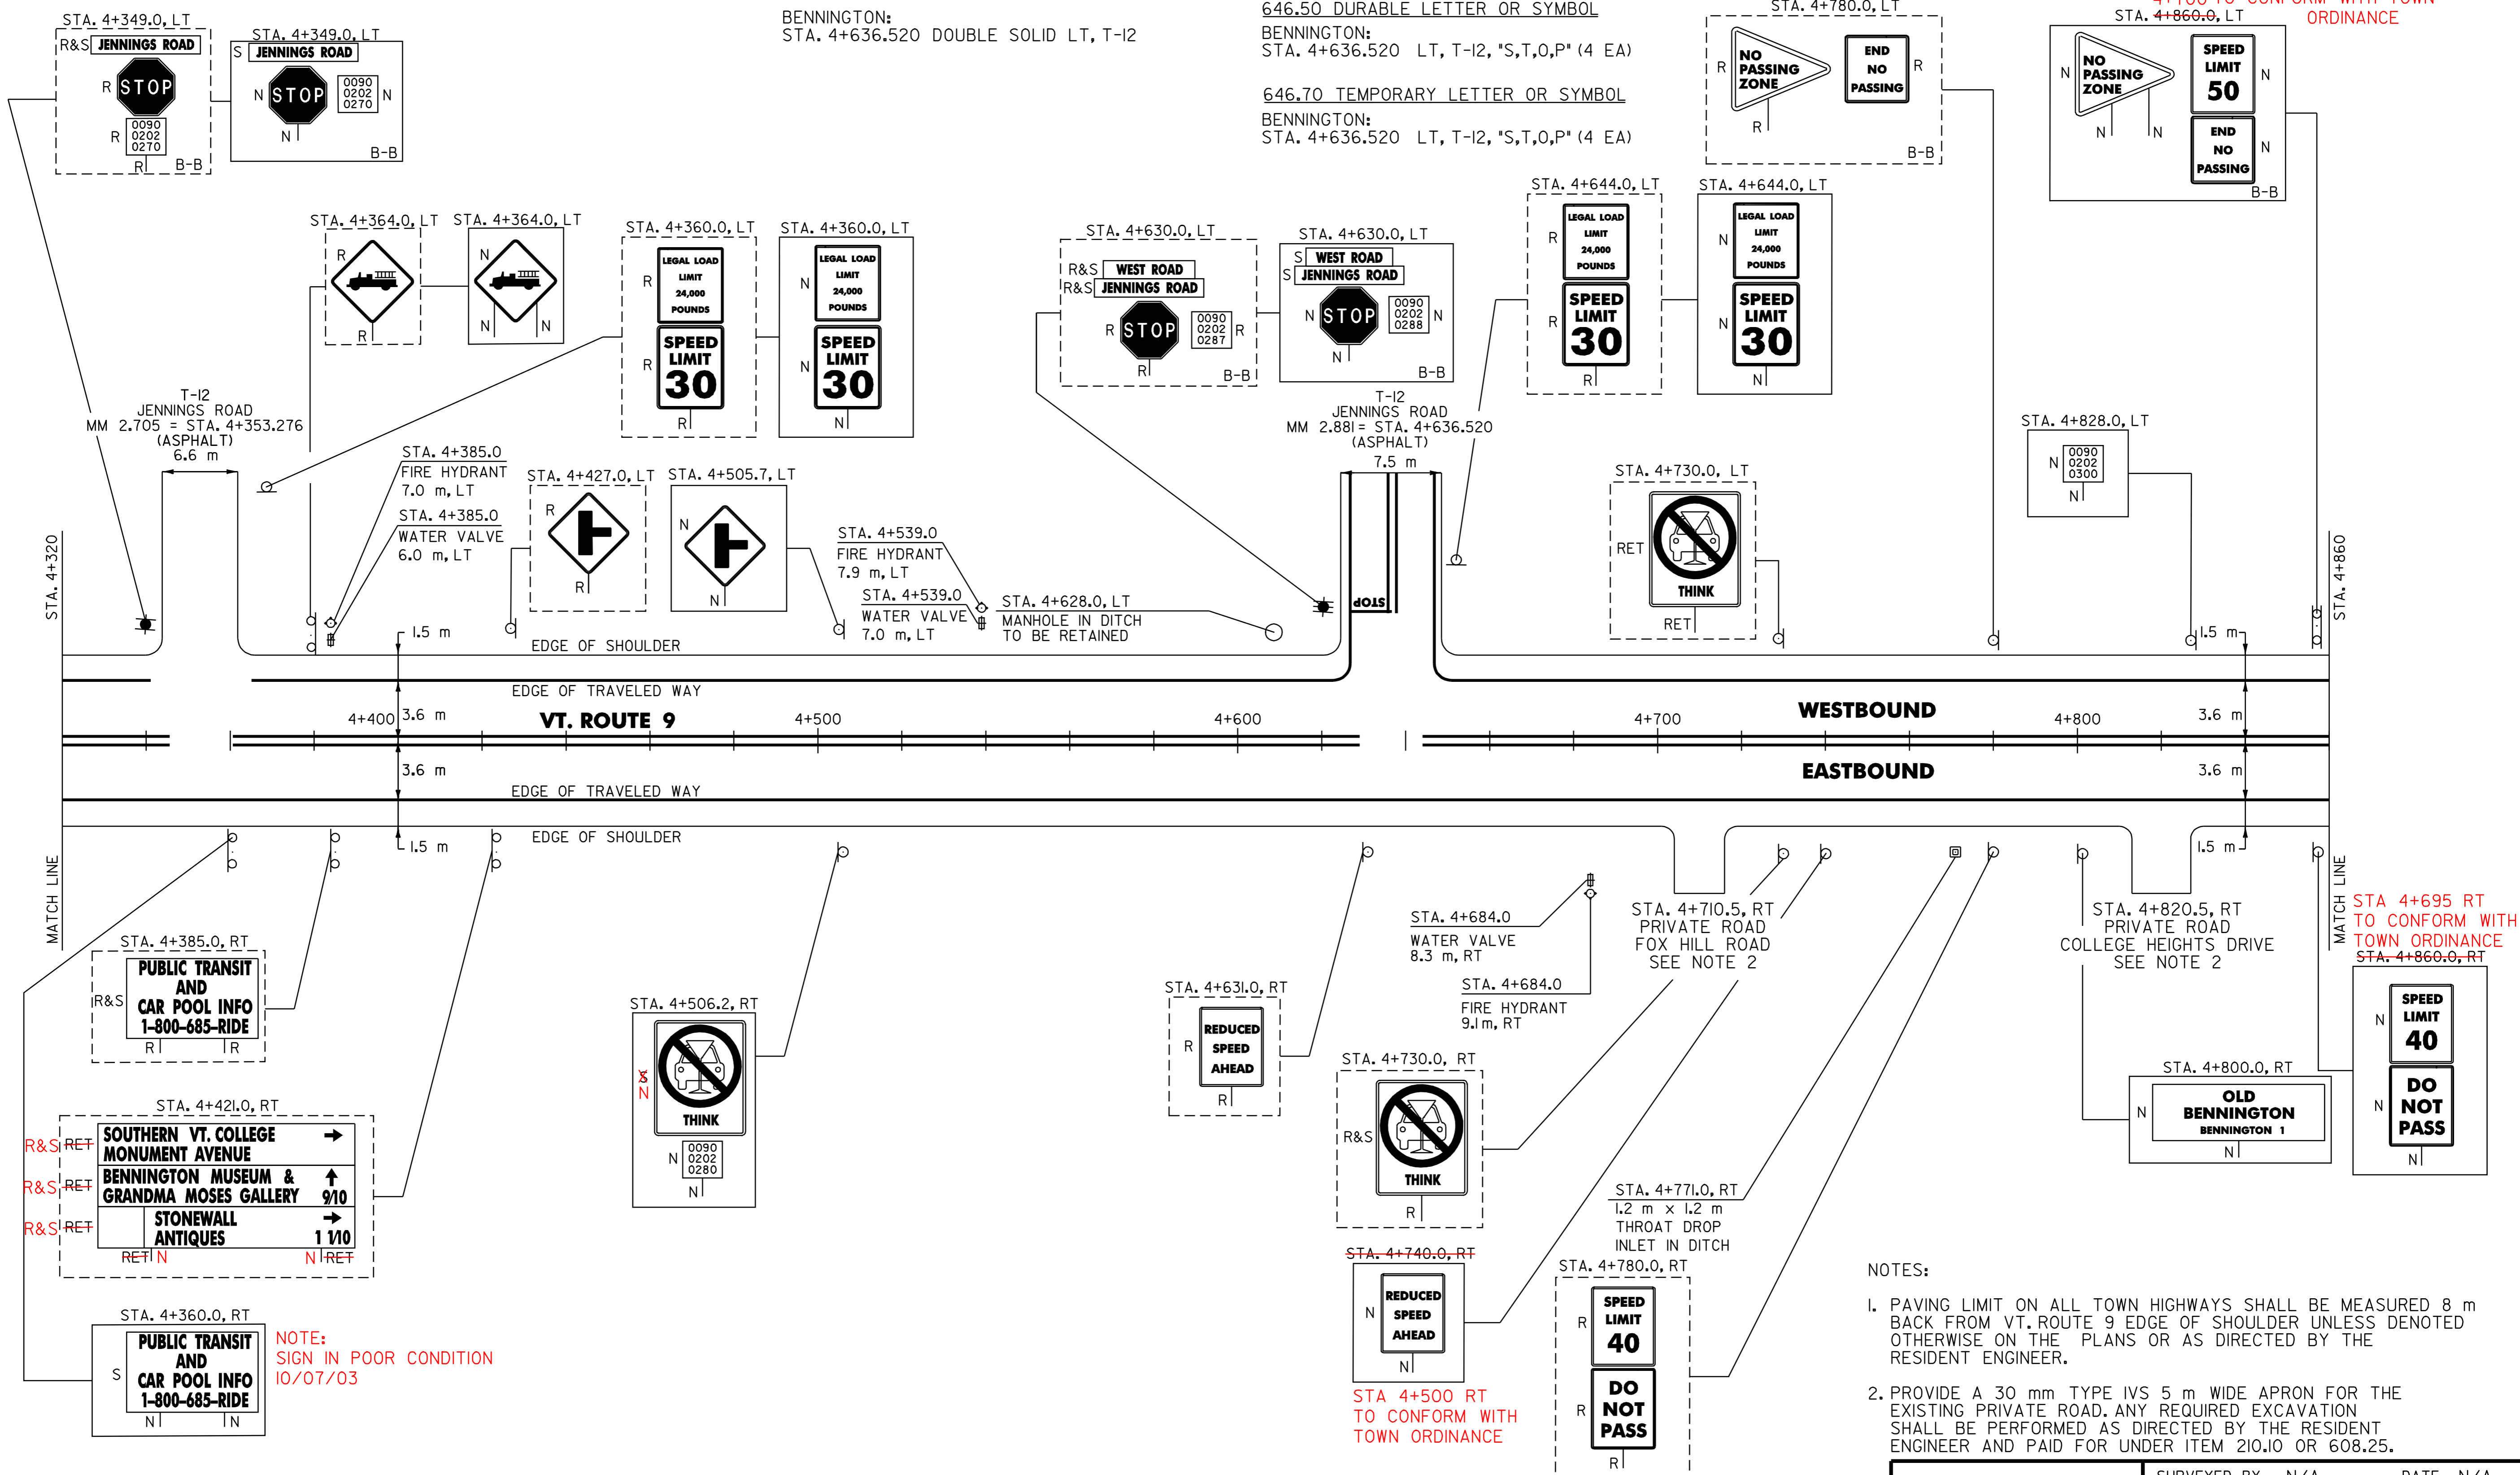 STA. 4+349.0, LT
R&S JENNINGS ROAD
R STOP
R 0090
0202
0270
R B-B
STA. 4+349.0, LT
S JENNINGS ROAD
N STOP 0090 N
0202
0270
N
B-B
BENNINGTON:
STA. 4+636.520 DOUBLE SOLID LT, T-12
646.50 DURABLE LETTER OR SYMBOL
BENNINGTON:
STA. 4+636.520 LT, T-12, "S,T,O,P" (4 EA)
646.70 TEMPORARY LETTER OR SYMBOL
BENNINGTON:
STA. 4+636.520 LT, T-12, "S,T,O,P" (4 EA)
STA. 4+780.0, LT
R NO
PASSING
ZONE
R
END
NO
PASSING
R
B-B
4+700 TO CONFORM WITH TOWN
ORDINANCE
STA. 4+860.0, LT
N NO
PASSING
ZONE
N N
SPEED
LIMIT
50
N
END
NO
PASSING
N
B-B
STA. 4+364.0, LT
R
R
STA. 4+364.0, LT
N
N N
STA. 4+360.0, LT
R LEGAL LOAD
LIMIT
24,000
POUNDS
R SPEED
LIMIT
30
R
STA. 4+360.0, LT
N LEGAL LOAD
LIMIT
24,000
POUNDS
N SPEED
LIMIT
30
N
STA. 4+630.0, LT
R&S WEST ROAD
R&S JENNINGS ROAD
R STOP 0090
0202 R
0287
R
B-B
STA. 4+630.0, LT
S WEST ROAD
S JENNINGS ROAD
N STOP 0090
0202 N
0288
N
B-B
STA. 4+644.0, LT
R LEGAL LOAD
LIMIT
24,000
POUNDS
R SPEED
LIMIT
30
R
STA. 4+644.0, LT
N LEGAL LOAD
LIMIT
24,000
POUNDS
N SPEED
LIMIT
30
N
T-12
JENNINGS ROAD
MM 2.705 = STA. 4+353.276
(ASPHALT)
6.6 m
STA. 4+385.0
FIRE HYDRANT
7.0 m, LT
STA. 4+385.0
WATER VALVE
6.0 m, LT
STA. 4+427.0, LT
R
R
STA. 4+505.7, LT
N
N
STA. 4+539.0
FIRE HYDRANT
7.9 m, LT
STA. 4+539.0
WATER VALVE
7.0 m, LT
STA. 4+628.0, LT
MANHOLE IN DITCH
TO BE RETAINED
T-12
JENNINGS ROAD
MM 2.881 = STA. 4+636.520
(ASPHALT)
7.5 m
STOP
STA. 4+730.0, LT
RET
THINK
RET
STA. 4+828.0, LT
N 0090
0202
0300
N
STA. 4+320
STA. 4+860
1.5 m
1.5 m
EDGE OF SHOULDER
EDGE OF TRAVELED WAY
4+400 3.6 m VT. ROUTE 9 4+500 4+600 4+700 WESTBOUND 4+800 3.6 m
3.6 m EASTBOUND 3.6 m
EDGE OF TRAVELED WAY
EDGE OF SHOULDER
1.5 m
1.5 m
MATCH LINE
MATCH LINE
STA. 4+385.0, RT
R&S PUBLIC TRANSIT
AND
CAR POOL INFO
1-800-685-RIDE
R R
STA. 4+421.0, RT
R&S RET SOUTHERN VT. COLLEGE →
MONUMENT AVENUE
R&S RET BENNINGTON MUSEUM & ↑
GRANDMA MOSES GALLERY 9/10
R&S RET STONEWALL →
ANTIQUES 1 1/10
RET N N RET
STA. 4+360.0, RT
S PUBLIC TRANSIT
AND
CAR POOL INFO
1-800-685-RIDE
N N
NOTE:
SIGN IN POOR CONDITION
10/07/03
STA. 4+506.2, RT
S
N
THINK
N 0090
0202
0280
N
STA. 4+631.0, RT
R REDUCED
SPEED
AHEAD
R
STA. 4+684.0
WATER VALVE
8.3 m, RT
STA. 4+684.0
FIRE HYDRANT
9.1 m, RT
STA. 4+710.5, RT
PRIVATE ROAD
FOX HILL ROAD
SEE NOTE 2
STA. 4+730.0, RT
R&S
THINK
R
STA. 4+740.0, RT
N REDUCED
SPEED
AHEAD
N
STA 4+500 RT
TO CONFORM WITH
TOWN ORDINANCE
STA. 4+771.0, RT
1.2 m x 1.2 m
THROAT DROP
INLET IN DITCH
STA. 4+780.0, RT
R SPEED
LIMIT
40
R DO
NOT
PASS
R
STA. 4+820.5, RT
PRIVATE ROAD
COLLEGE HEIGHTS DRIVE
SEE NOTE 2
STA. 4+800.0, RT
N OLD
BENNINGTON
BENNINGTON 1
N
STA 4+695 RT
TO CONFORM WITH
TOWN ORDINANCE
STA. 4+860.0, RT
N SPEED
LIMIT
40
N DO
NOT
PASS
N
NOTES:
1. PAVING LIMIT ON ALL TOWN HIGHWAYS SHALL BE MEASURED 8 m
BACK FROM VT. ROUTE 9 EDGE OF SHOULDER UNLESS DENOTED
OTHERWISE ON THE PLANS OR AS DIRECTED BY THE
RESIDENT ENGINEER.
2. PROVIDE A 30 mm TYPE IVS 5 m WIDE APRON FOR THE
EXISTING PRIVATE ROAD. ANY REQUIRED EXCAVATION
SHALL BE PERFORMED AS DIRECTED BY THE RESIDENT
ENGINEER AND PAID FOR UNDER ITEM 210.10 OR 608.25.
SURVEYED BY N/A DATE N/A